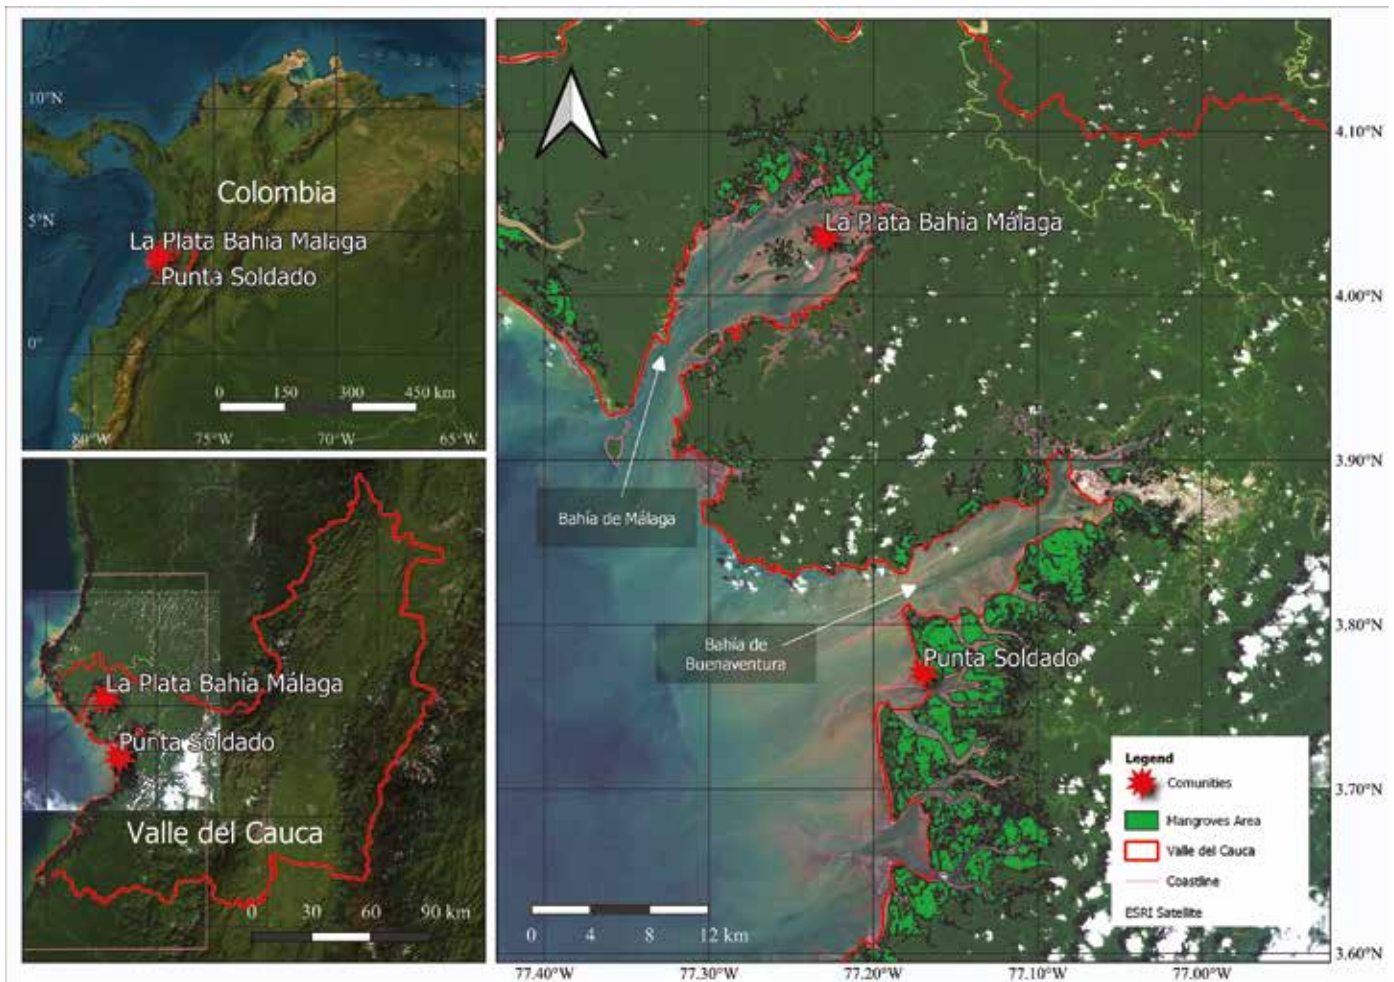 10°N
Colombia
5°N
La Plata Bahía Malaga
Punta Soldado
0°
0 150 300 450 km
80°W 75°W 70°W 65°W
La Plata Bahía Málaga
Punta Soldado
Valle del Cauca
0 30 60 90 km
4.10°N
La Plata Bahía Málaga
4.00°N
3.90°N
Bahía de Málaga
3.80°N
Bahía de
Buenaventura
Punta Soldado
3.70°N
Legend
Comunities
Mangroves Area
Valle del Cauca
Coastline
ESRI Satellite
0 4 8 12 km
3.60°N
77.40°W 77.30°W 77.20°W 77.10°W 77.00°W